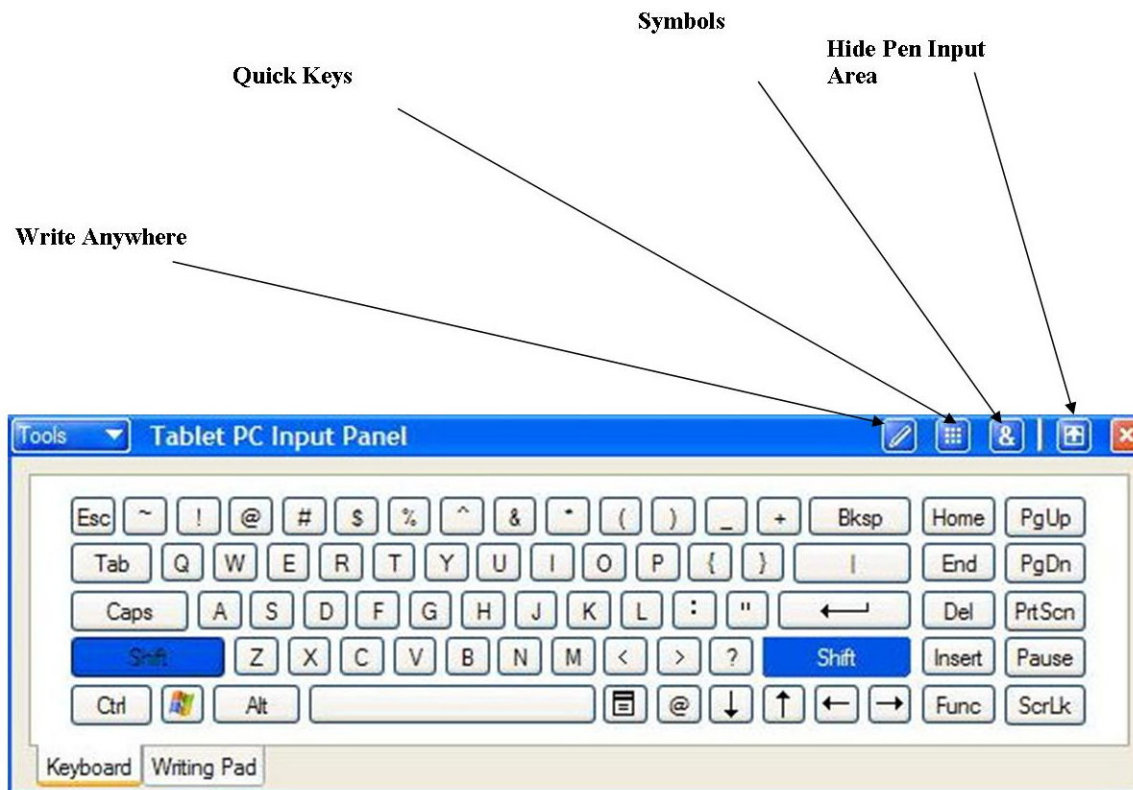 Symbols
Hide Pen Input
Area
Quick Keys
Write Anywhere
Tools Tablet PC Input Panel &
Esc ~ ! @ # $ % ^ & * ( ) _ + Bksp Home PgUp
Tab Q W E R T Y U I O P { } | End PgDn
Caps A S D F G H J K L : " ← Del PrtScn
Shift Z X C V B N M < > ? Shift Insert Pause
Ctrl Alt @ ↓ ↑ ← → Func ScrLk
Keyboard Writing Pad